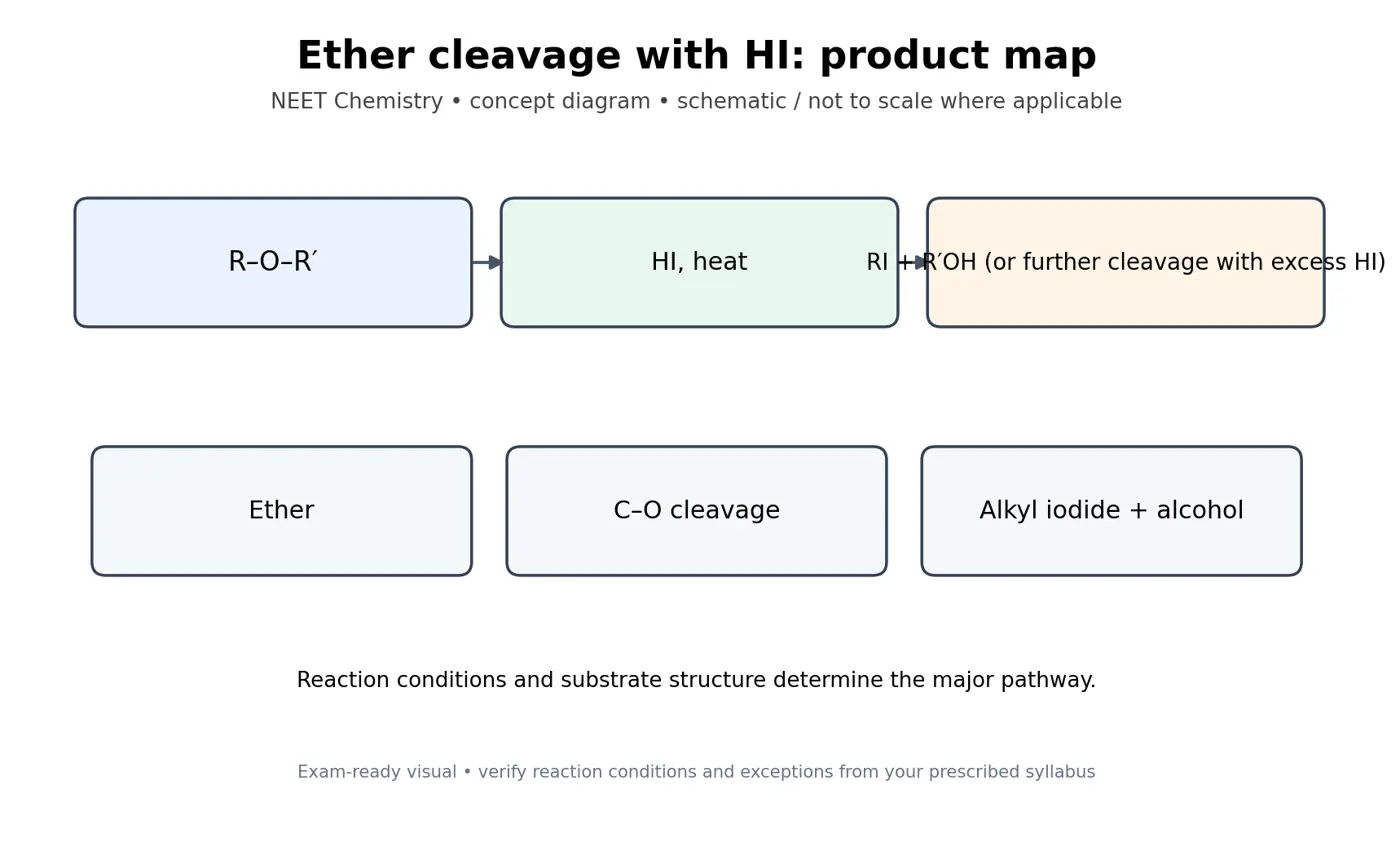 Ether cleavage with HI: product map
NEET Chemistry • concept diagram • schematic / not to scale where applicable
R–O–R′
HI, heat
RI + R′OH (or further cleavage with excess HI)
Ether
C–O cleavage
Alkyl iodide + alcohol
Reaction conditions and substrate structure determine the major pathway.
Exam-ready visual • verify reaction conditions and exceptions from your prescribed syllabus